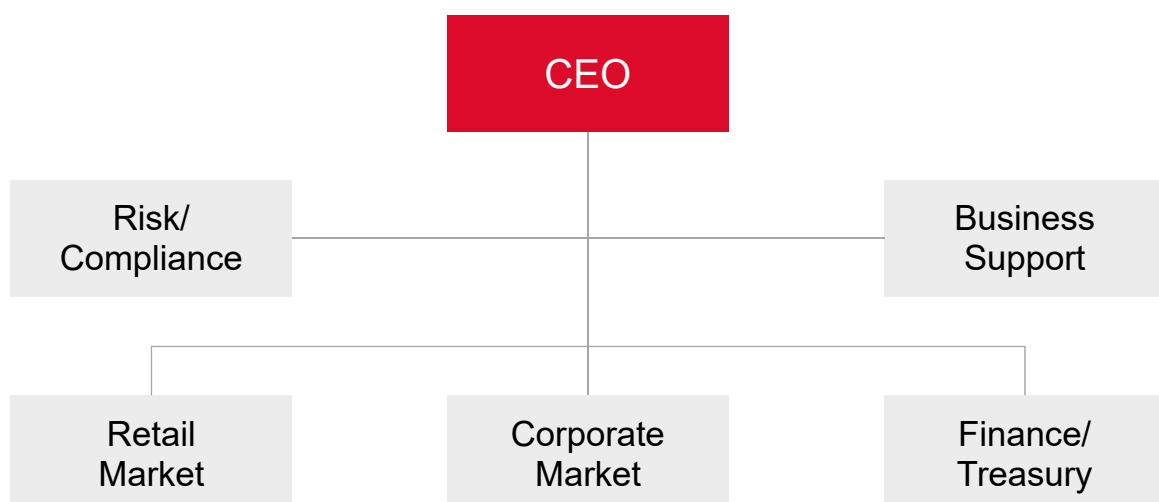 CEO
Risk/
Compliance
Business
Support
Retail
Market
Corporate
Market
Finance/
Treasury